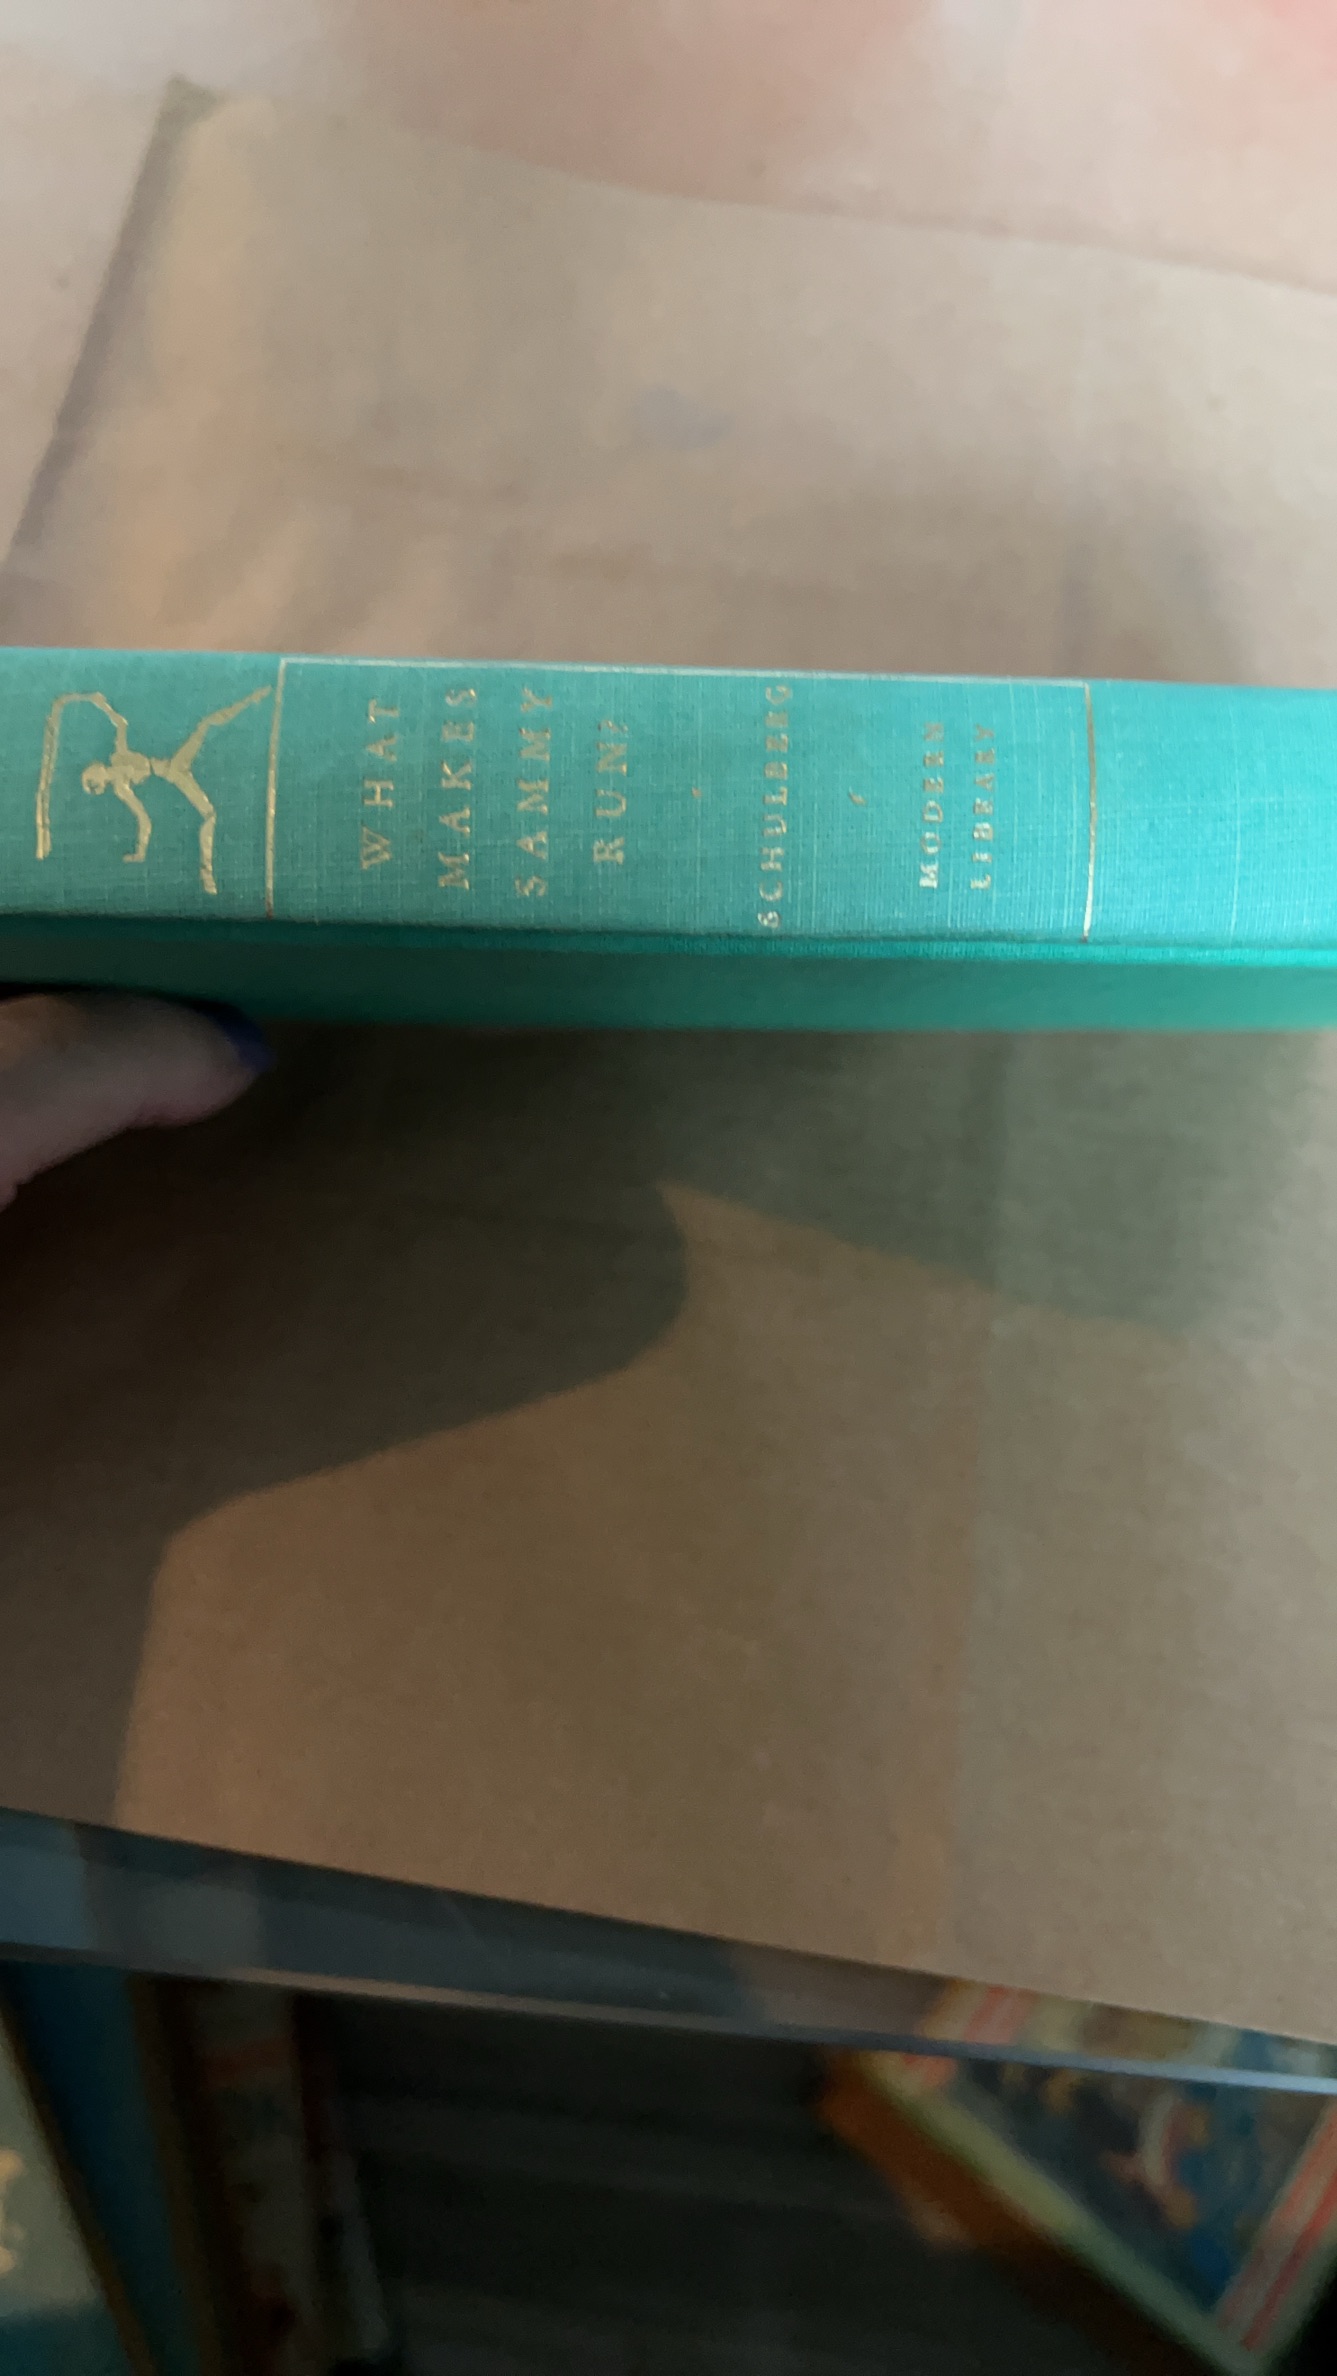 WHAT
MAKES
SAMMY
RUN?
SCHULBERG
MODERN
LIBRARY